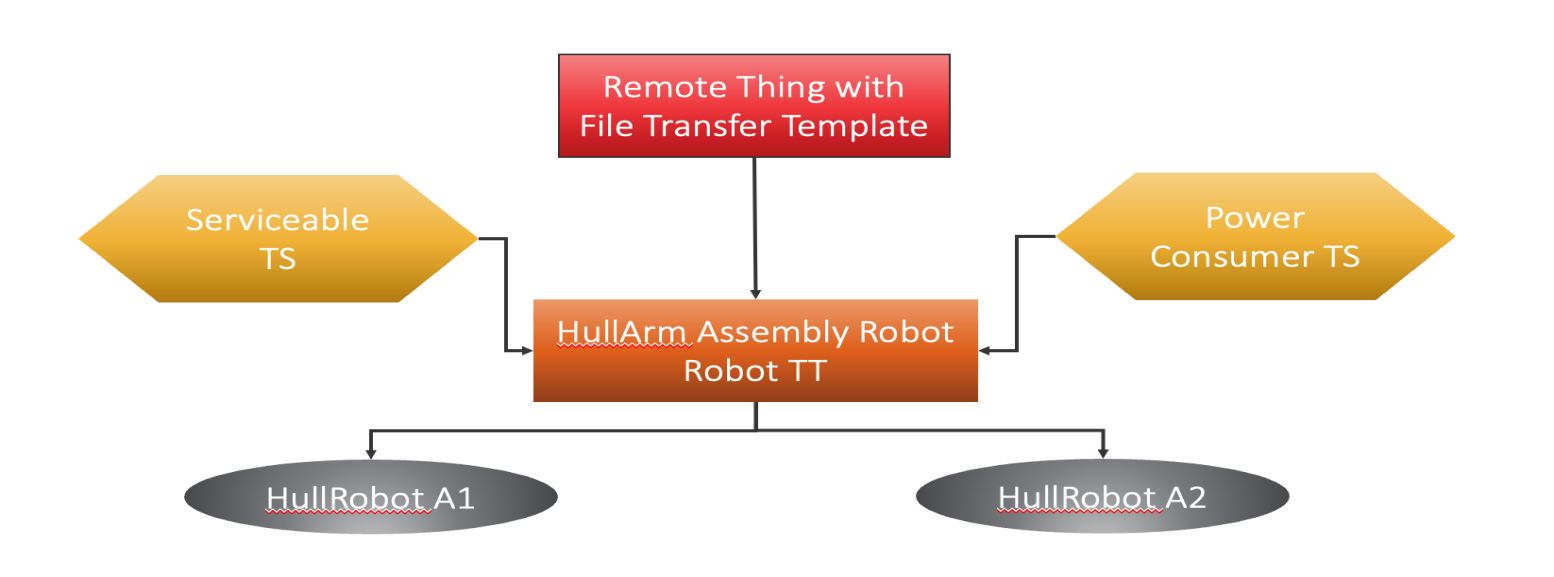 Remote Thing with
File Transfer Template
Serviceable
TS
Power
Consumer TS
HullArm Assembly Robot
Robot TT
HullRobot A1
HullRobot A2